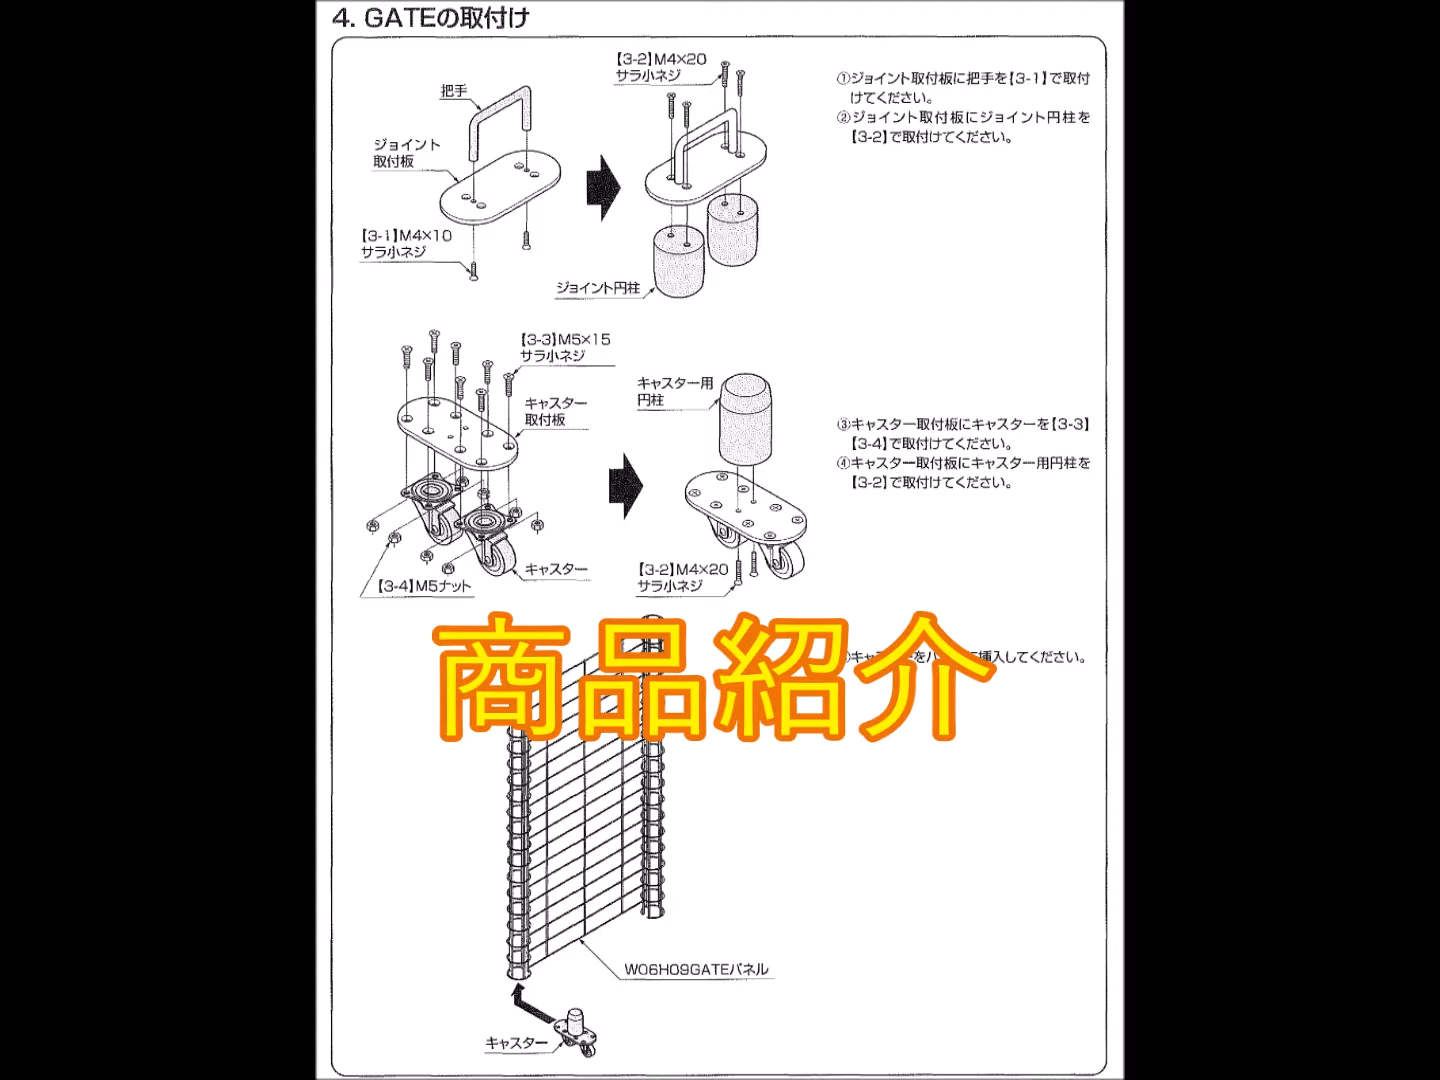 4. GATEの取付け
【3-2】M4×20
サラ小ネジ
把手
ジョイント
取付板
【3-1】M4×10
サラ小ネジ
ジョイント円柱
①ジョイント取付板に把手を【3-1】で取付
けてください。
②ジョイント取付板にジョイント円柱を
【3-2】で取付けてください。
【3-3】M5×15
サラ小ネジ
キャスター
取付板
キャスター用
円柱
【3-4】M5ナット
キャスター
【3-2】M4×20
サラ小ネジ
③キャスター取付板にキャスターを【3-3】
【3-4】で取付けてください。
④キャスター取付板にキャスター用円柱を
【3-2】で取付けてください。
商品紹介
挿入してください。
W06H09GATEパネル
キャスター